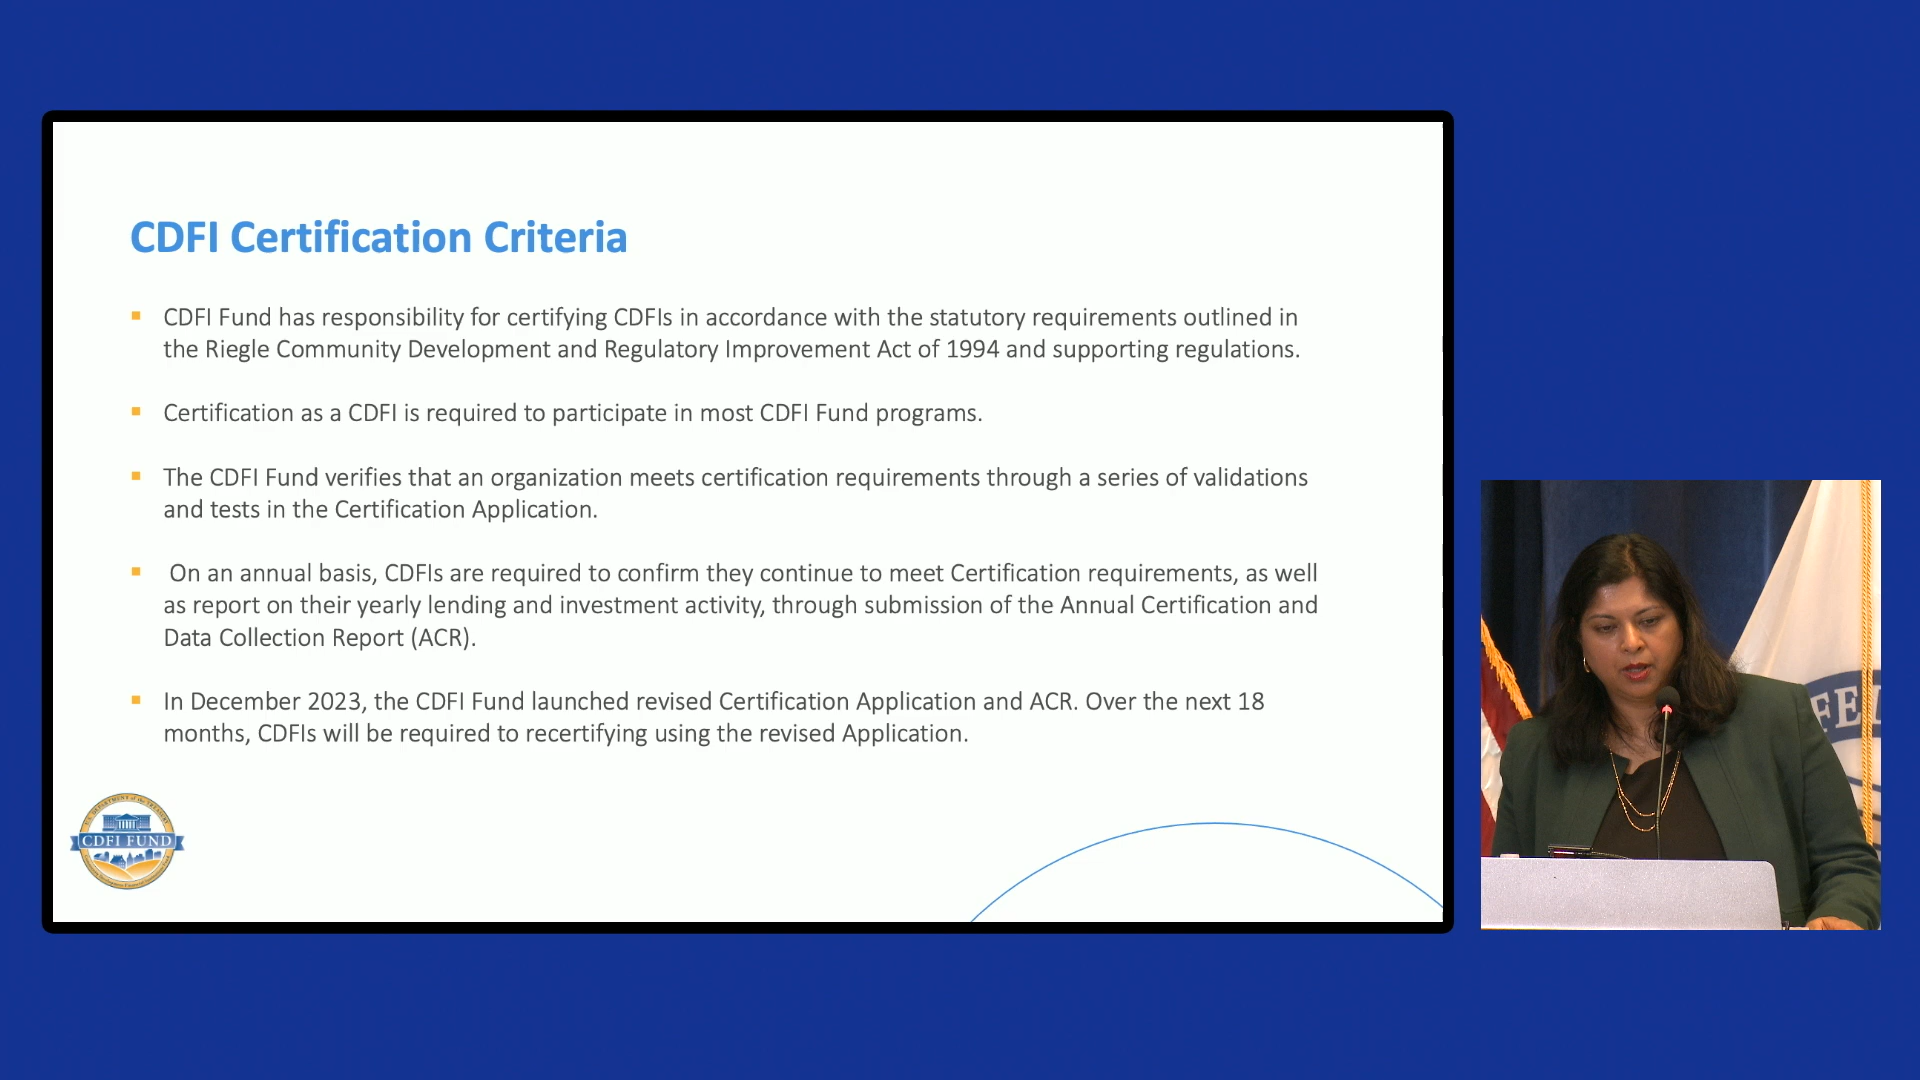 CDFI Certification Criteria
CDFI Fund has responsibility for certifying CDFIs in accordance with the statutory requirements outlined in
the Riegle Community Development and Regulatory Improvement Act of 1994 and supporting regulations.
Certification as a CDFI is required to participate in most CDFI Fund programs.
The CDFI Fund verifies that an organization meets certification requirements through a series of validations
and tests in the Certification Application.
On an annual basis, CDFIs are required to confirm they continue to meet Certification requirements, as well
as report on their yearly lending and investment activity, through submission of the Annual Certification and
Data Collection Report (ACR).
In December 2023, the CDFI Fund launched revised Certification Application and ACR. Over the next 18
months, CDFIs will be required to recertifying using the revised Application.
CDFI FUND
FE